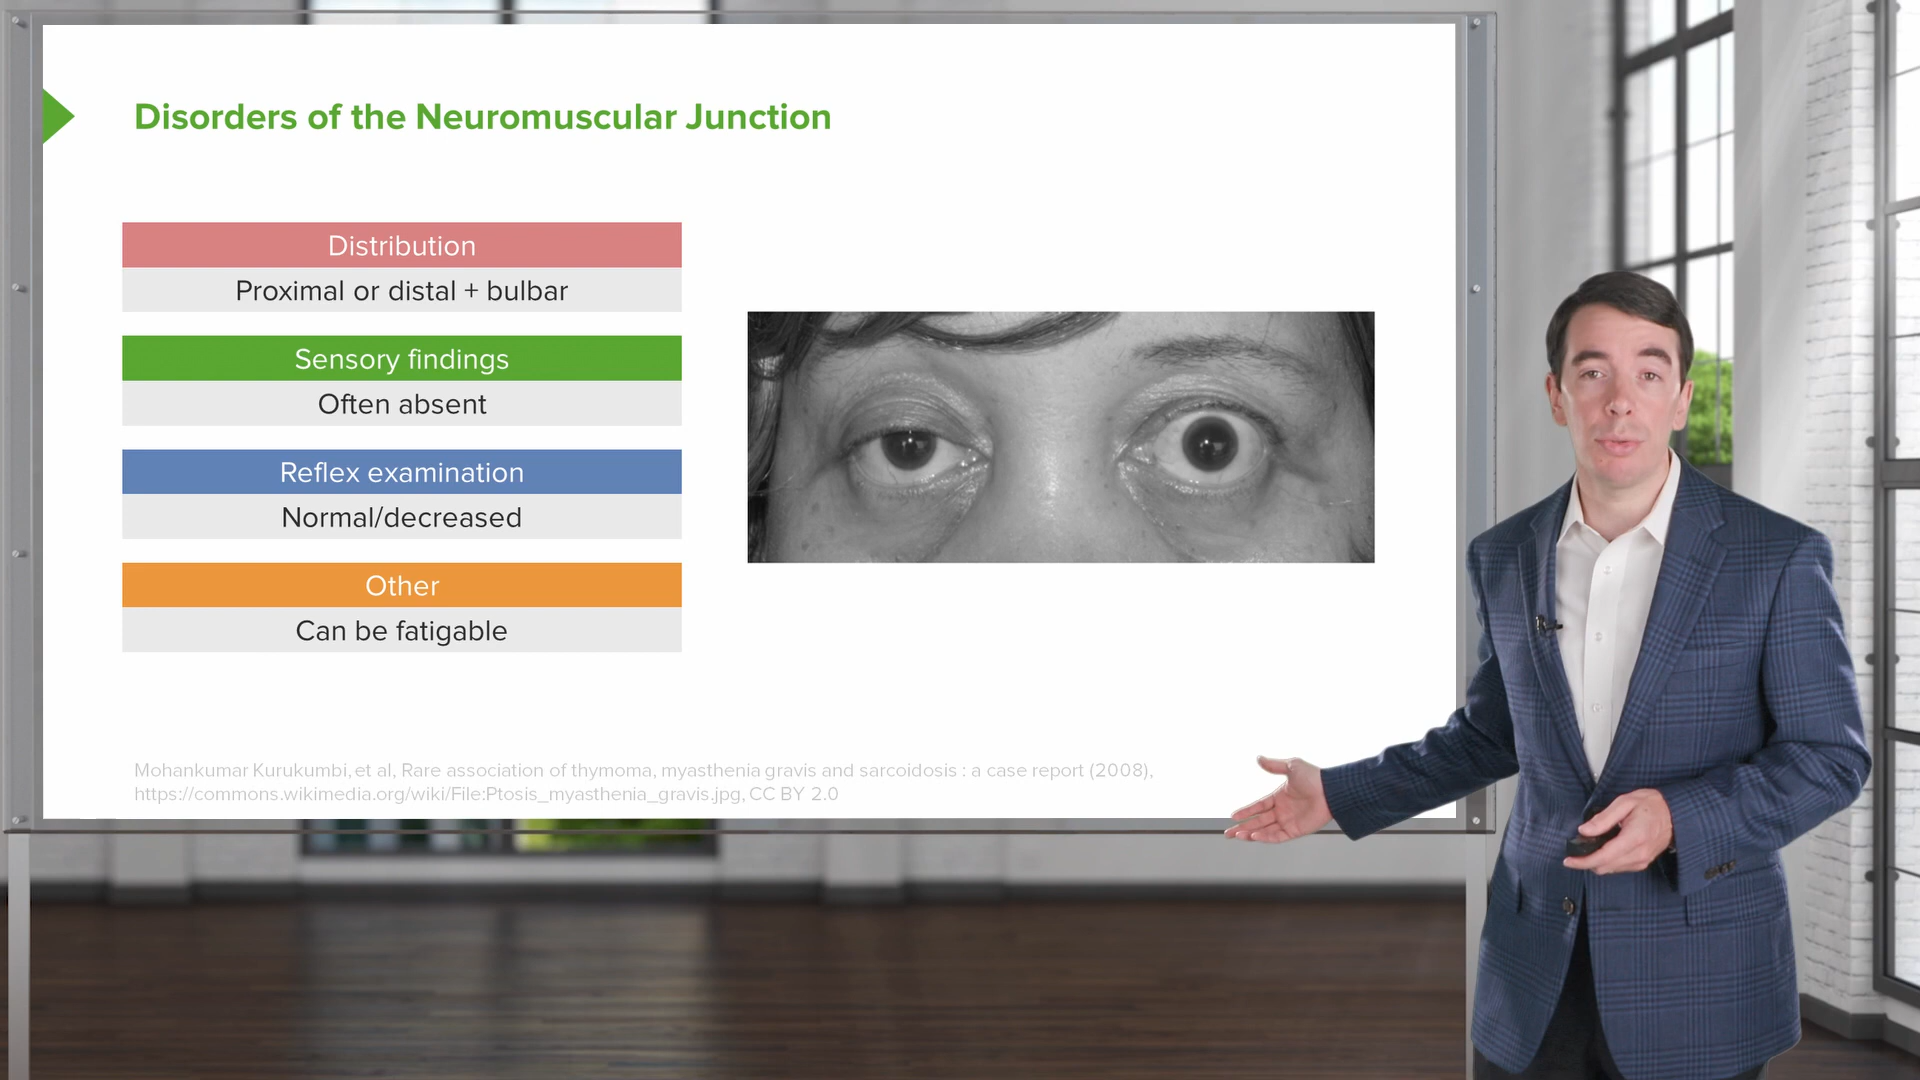 Disorders of the Neuromuscular Junction
Distribution
Proximal or distal + bulbar
Sensory findings
Often absent
Reflex examination
Normal/decreased
Other
Can be fatigable
Mohankumar Kurukumbi, et al, Rare association of thymoma, myasthenia gravis and sarcoidosis : a case report (2008),
https://commons.wikimedia.org/wiki/File:Ptosis_myasthenia_gravis.jpg, CC BY 2.0